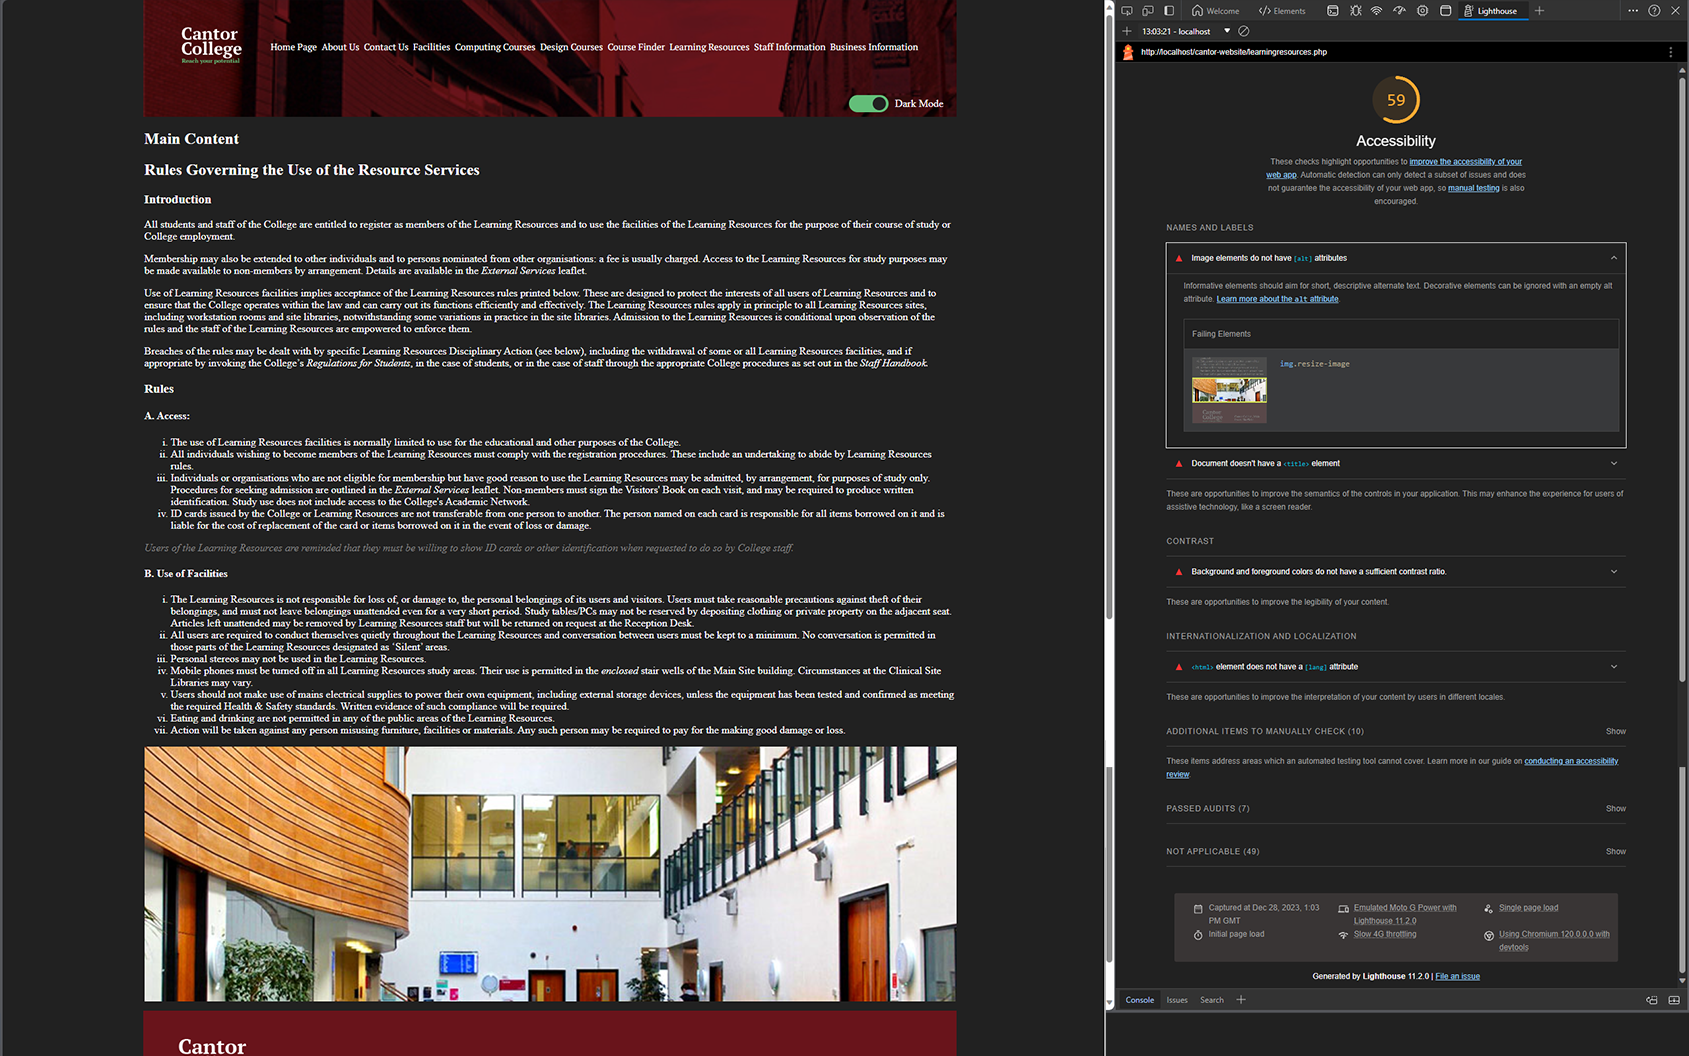 Cantor
College
Reach your potential
Home Page About Us Contact Us Facilities Computing Courses Design Courses Course Finder Learning Resources Staff Information Business Information
Dark Mode
Main Content
Rules Governing the Use of the Resource Services
Introduction
All students and staff of the College are entitled to register as members of the Learning Resources and to use the facilities of the Learning Resources for the purpose of their course of study or
College employment.
Membership may also be extended to other individuals and to persons nominated from other organisations: a fee is usually charged. Access to the Learning Resources for study purposes may
be made available to non-members by arrangement. Details are available in the External Services leaflet.
Use of Learning Resources facilities implies acceptance of the Learning Resources rules printed below. These are designed to protect the interests of all users of Learning Resources and to
ensure that the College operates within the law and can carry out its functions efficiently and effectively. The Learning Resources rules apply in principle to all Learning Resources sites,
including workstation rooms and site libraries, notwithstanding some variations in practice in the site libraries. Admission to the Learning Resources is conditional upon observation of the
rules and the staff of the Learning Resources are empowered to enforce them.
Breaches of the rules may be dealt with by specific Learning Resources Disciplinary Action (see below), including the withdrawal of some or all Learning Resources facilities, and if
appropriate by invoking the College's Regulations for Students, in the case of students, or in the case of staff through the appropriate College procedures as set out in the Staff Handbook.
Rules
A. Access:
i. The use of Learning Resources facilities is normally limited to use for the educational and other purposes of the College.
ii. All individuals wishing to become members of the Learning Resources must comply with the registration procedures. These include an undertaking to abide by Learning Resources
rules.
iii. Individuals or organisations who are not eligible for membership but have good reason to use the Learning Resources may be admitted, by arrangement, for purposes of study only.
Procedures for seeking admission are outlined in the External Services leaflet. Non-members must sign the Visitors' Book on each visit, and may be required to produce written
identification. Study use does not include access to the College's Academic Network.
iv. ID cards issued by the College or Learning Resources are not transferable from one person to another. The person named on each card is responsible for all items borrowed on it and is
liable for the cost of replacement of the card or items borrowed on it in the event of loss or damage.
Users of the Learning Resources are reminded that they must be willing to show ID cards or other identification when requested to do so by College staff.
B. Use of Facilities
i. The Learning Resources is not responsible for loss of, or damage to, the personal belongings of its users and visitors. Users must take reasonable precautions against theft of their
belongings, and must not leave belongings unattended even for a very short period. Study tables/PCs may not be reserved by depositing clothing or private property on the adjacent seat.
Articles left unattended may be removed by Learning Resources staff but will be returned on request at the Reception Desk.
ii. All users are required to conduct themselves quietly throughout the Learning Resources and conversation between users must be kept to a minimum. No conversation is permitted in
those parts of the Learning Resources designated as 'Silent' areas.
iii. Personal stereos may not be used in the Learning Resources.
iv. Mobile phones must be turned off in all Learning Resources study areas. Their use is permitted in the enclosed stair wells of the Main Site building. Circumstances at the Clinical Site
Libraries may vary.
v. Users should not make use of mains electrical supplies to power their own equipment, including external storage devices, unless the equipment has been tested and confirmed as meeting
the required Health & Safety standards. Written evidence of such compliance will be required.
vi. Eating and drinking are not permitted in any of the public areas of the Learning Resources.
vii. Action will be taken against any person misusing furniture, facilities or materials. Any such person may be required to pay for the making good damage or loss.
Cantor
Welcome
Elements
Lighthouse
13:03:21 - localhost
http://localhost/cantor-website/learningresources.php
59
Accessibility
These checks highlight opportunities to improve the accessibility of your
web app. Automatic detection can only detect a subset of issues and does
not guarantee the accessibility of your web app, so manual testing is also
encouraged.
NAMES AND LABELS
Image elements do not have [alt] attributes
Informative elements should aim for short, descriptive alternate text. Decorative elements can be ignored with an empty alt
attribute. Learn more about the alt attribute.
Failing Elements
img.resize-image
Cantor
College
Document doesn't have a <title> element
These are opportunities to improve the semantics of the controls in your application. This may enhance the experience for users of
assistive technology, like a screen reader.
CONTRAST
Background and foreground colors do not have a sufficient contrast ratio.
These are opportunities to improve the legibility of your content.
INTERNATIONALIZATION AND LOCALIZATION
<html> element does not have a [lang] attribute
These are opportunities to improve the interpretation of your content by users in different locales.
ADDITIONAL ITEMS TO MANUALLY CHECK (10)
Show
These items address areas which an automated testing tool cannot cover. Learn more in our guide on conducting an accessibility
review.
PASSED AUDITS (7)
Show
NOT APPLICABLE (49)
Show
Captured at Dec 28, 2023, 1:03
PM GMT
Initial page load
Emulated Moto G Power with
Lighthouse 11.2.0
Slow 4G throttling
Single page load
Using Chromium 120.0.0.0 with
devtools
Generated by Lighthouse 11.2.0 | File an issue
Console
Issues
Search